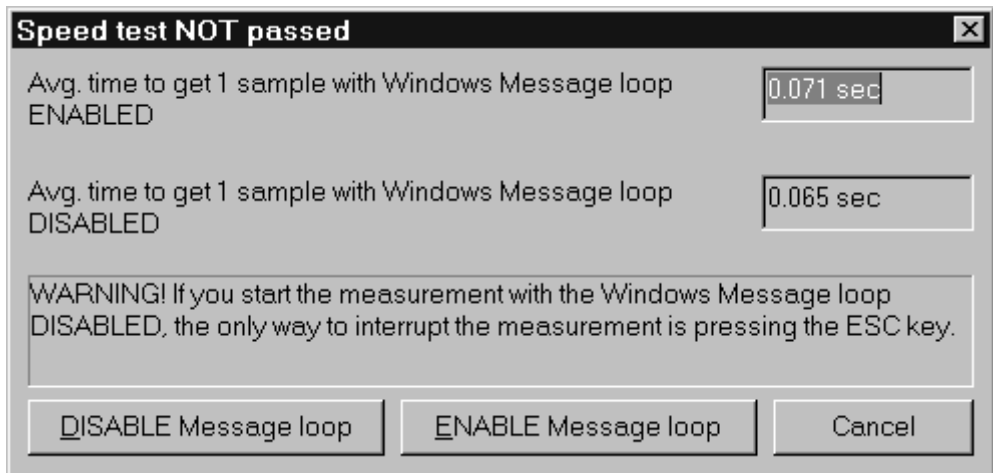 Speed test NOT passed
Avg. time to get 1 sample with Windows Message loop
ENABLED
0.071 sec
Avg. time to get 1 sample with Windows Message loop
DISABLED
0.065 sec
WARNING! If you start the measurement with the Windows Message loop
DISABLED, the only way to interrupt the measurement is pressing the ESC key.
DISABLE Message loop
ENABLE Message loop
Cancel